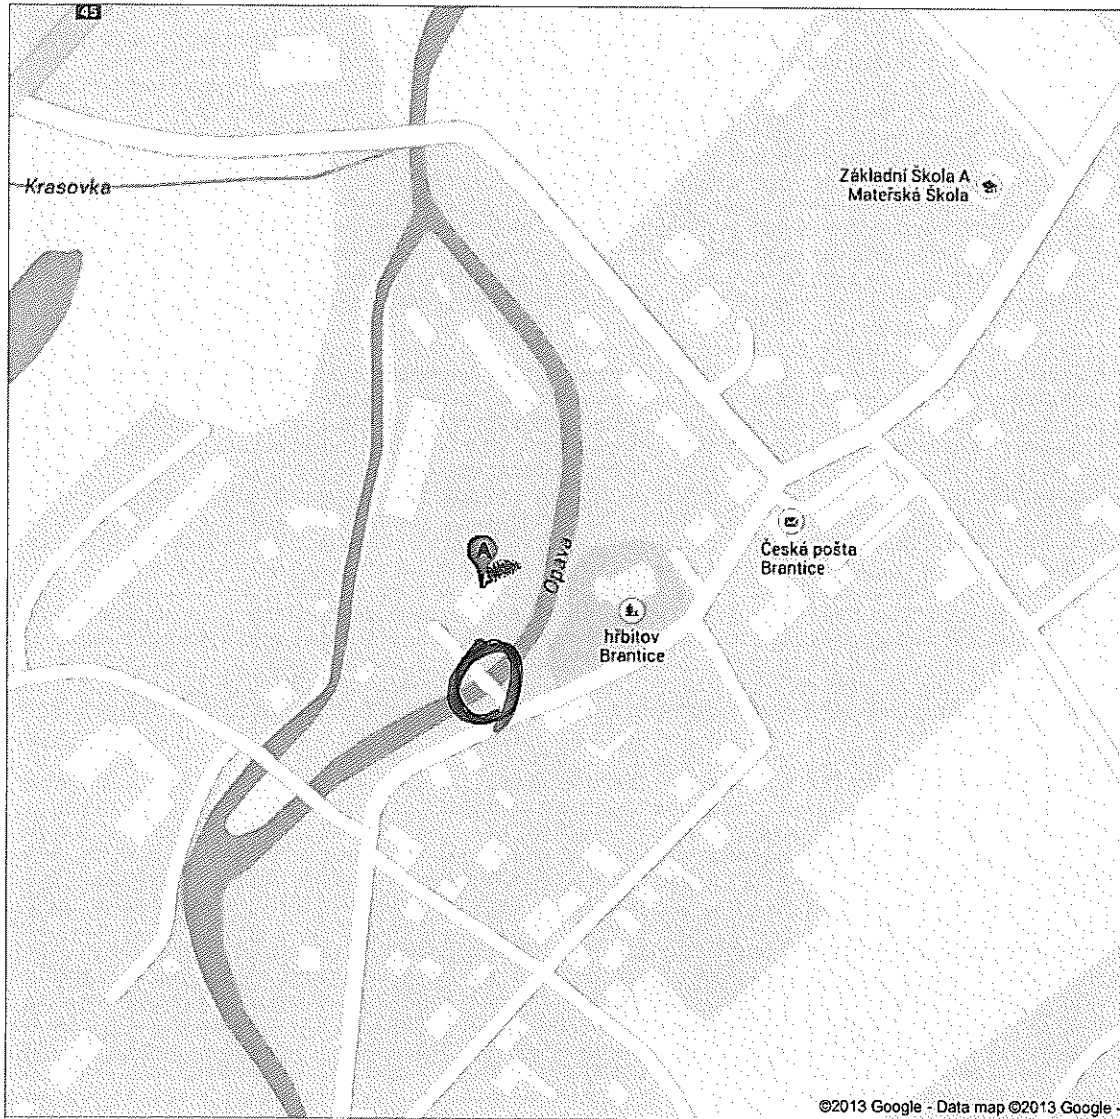 45
Krasovka
Základní Škola A
Mateřská Škola
A
Opava
Česká pošta
Brantice
hřbitov
Brantice
©2013 Google - Data map ©2013 Google -